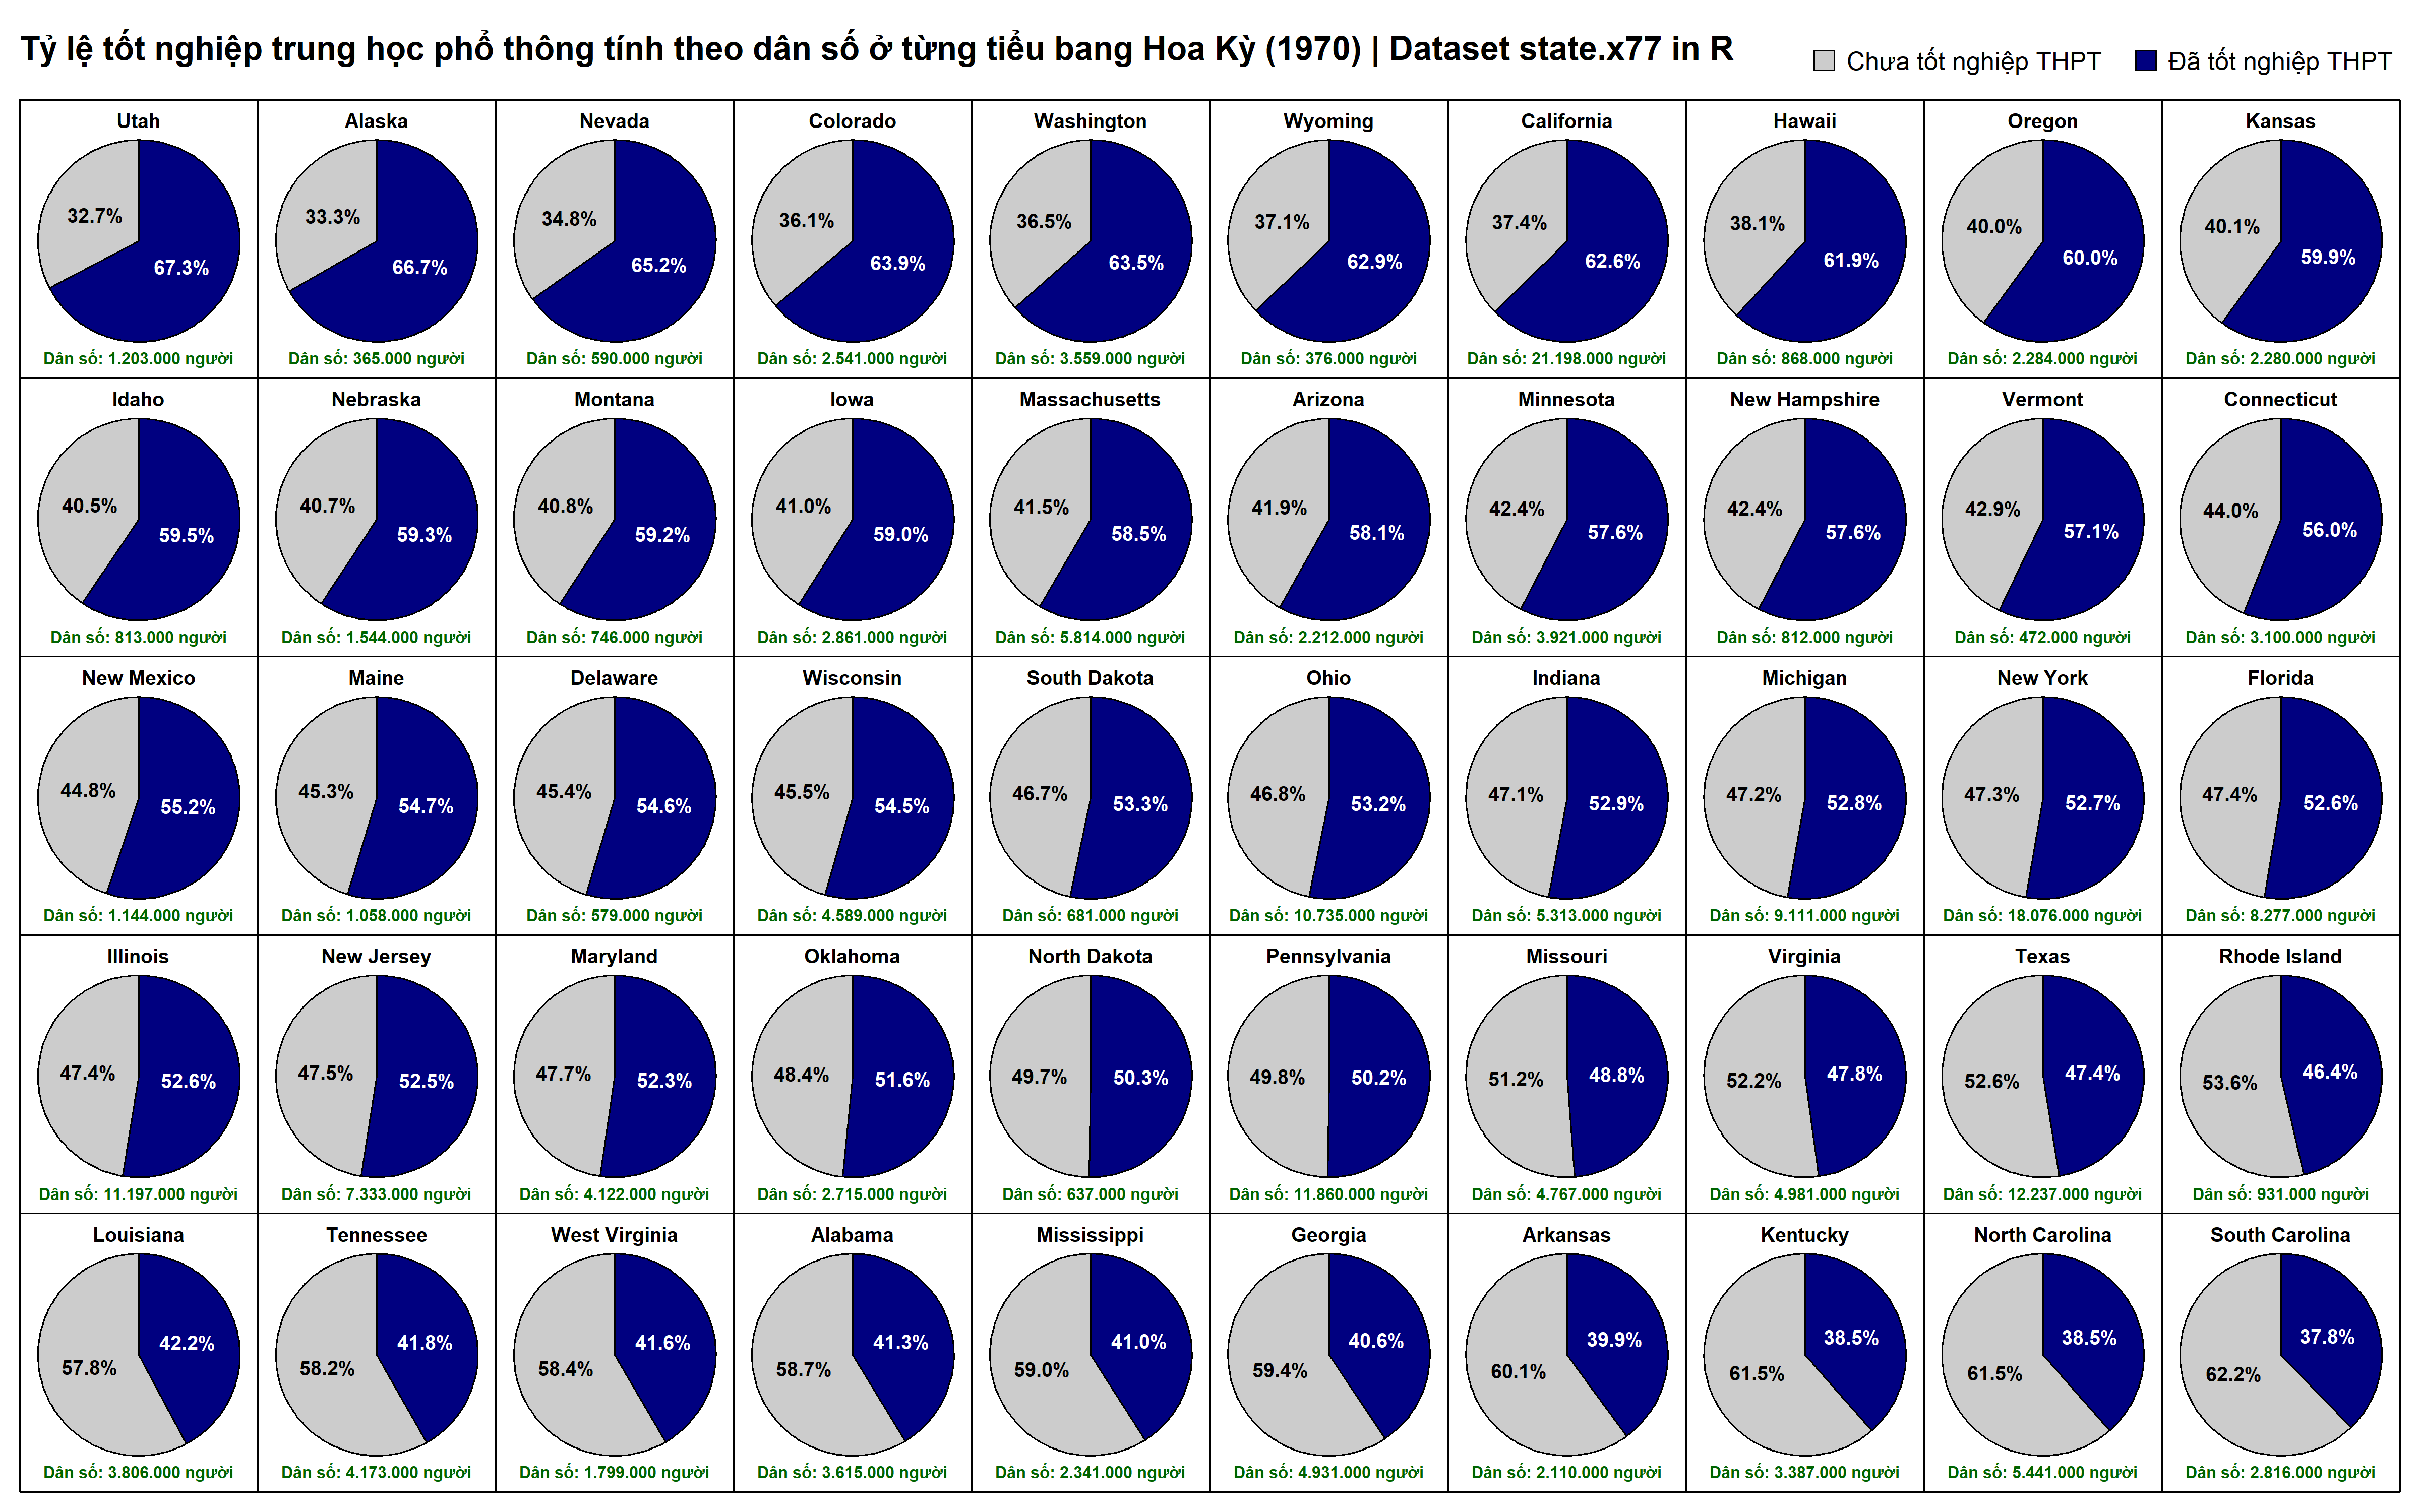 Tỷ lệ tốt nghiệp trung học phổ thông tính theo dân số ở từng tiểu bang Hoa Kỳ (1970) | Dataset state.x77 in R
Chưa tốt nghiệp THPT
Đã tốt nghiệp THPT
Utah
32.7%
67.3%
Dân số: 1.203.000 người
Alaska
33.3%
66.7%
Dân số: 365.000 người
Nevada
34.8%
65.2%
Dân số: 590.000 người
Colorado
36.1%
63.9%
Dân số: 2.541.000 người
Washington
36.5%
63.5%
Dân số: 3.559.000 người
Wyoming
37.1%
62.9%
Dân số: 376.000 người
California
37.4%
62.6%
Dân số: 21.198.000 người
Hawaii
38.1%
61.9%
Dân số: 868.000 người
Oregon
40.0%
60.0%
Dân số: 2.284.000 người
Kansas
40.1%
59.9%
Dân số: 2.280.000 người
Idaho
40.5%
59.5%
Dân số: 813.000 người
Nebraska
40.7%
59.3%
Dân số: 1.544.000 người
Montana
40.8%
59.2%
Dân số: 746.000 người
Iowa
41.0%
59.0%
Dân số: 2.861.000 người
Massachusetts
41.5%
58.5%
Dân số: 5.814.000 người
Arizona
41.9%
58.1%
Dân số: 2.212.000 người
Minnesota
42.4%
57.6%
Dân số: 3.921.000 người
New Hampshire
42.4%
57.6%
Dân số: 812.000 người
Vermont
42.9%
57.1%
Dân số: 472.000 người
Connecticut
44.0%
56.0%
Dân số: 3.100.000 người
New Mexico
44.8%
55.2%
Dân số: 1.144.000 người
Maine
45.3%
54.7%
Dân số: 1.058.000 người
Delaware
45.4%
54.6%
Dân số: 579.000 người
Wisconsin
45.5%
54.5%
Dân số: 4.589.000 người
South Dakota
46.7%
53.3%
Dân số: 681.000 người
Ohio
46.8%
53.2%
Dân số: 10.735.000 người
Indiana
47.1%
52.9%
Dân số: 5.313.000 người
Michigan
47.2%
52.8%
Dân số: 9.111.000 người
New York
47.3%
52.7%
Dân số: 18.076.000 người
Florida
47.4%
52.6%
Dân số: 8.277.000 người
Illinois
47.4%
52.6%
Dân số: 11.197.000 người
New Jersey
47.5%
52.5%
Dân số: 7.333.000 người
Maryland
47.7%
52.3%
Dân số: 4.122.000 người
Oklahoma
48.4%
51.6%
Dân số: 2.715.000 người
North Dakota
49.7%
50.3%
Dân số: 637.000 người
Pennsylvania
49.8%
50.2%
Dân số: 11.860.000 người
Missouri
51.2%
48.8%
Dân số: 4.767.000 người
Virginia
52.2%
47.8%
Dân số: 4.981.000 người
Texas
52.6%
47.4%
Dân số: 12.237.000 người
Rhode Island
53.6%
46.4%
Dân số: 931.000 người
Louisiana
57.8%
42.2%
Dân số: 3.806.000 người
Tennessee
58.2%
41.8%
Dân số: 4.173.000 người
West Virginia
58.4%
41.6%
Dân số: 1.799.000 người
Alabama
58.7%
41.3%
Dân số: 3.615.000 người
Mississippi
59.0%
41.0%
Dân số: 2.341.000 người
Georgia
59.4%
40.6%
Dân số: 4.931.000 người
Arkansas
60.1%
39.9%
Dân số: 2.110.000 người
Kentucky
61.5%
38.5%
Dân số: 3.387.000 người
North Carolina
61.5%
38.5%
Dân số: 5.441.000 người
South Carolina
62.2%
37.8%
Dân số: 2.816.000 người